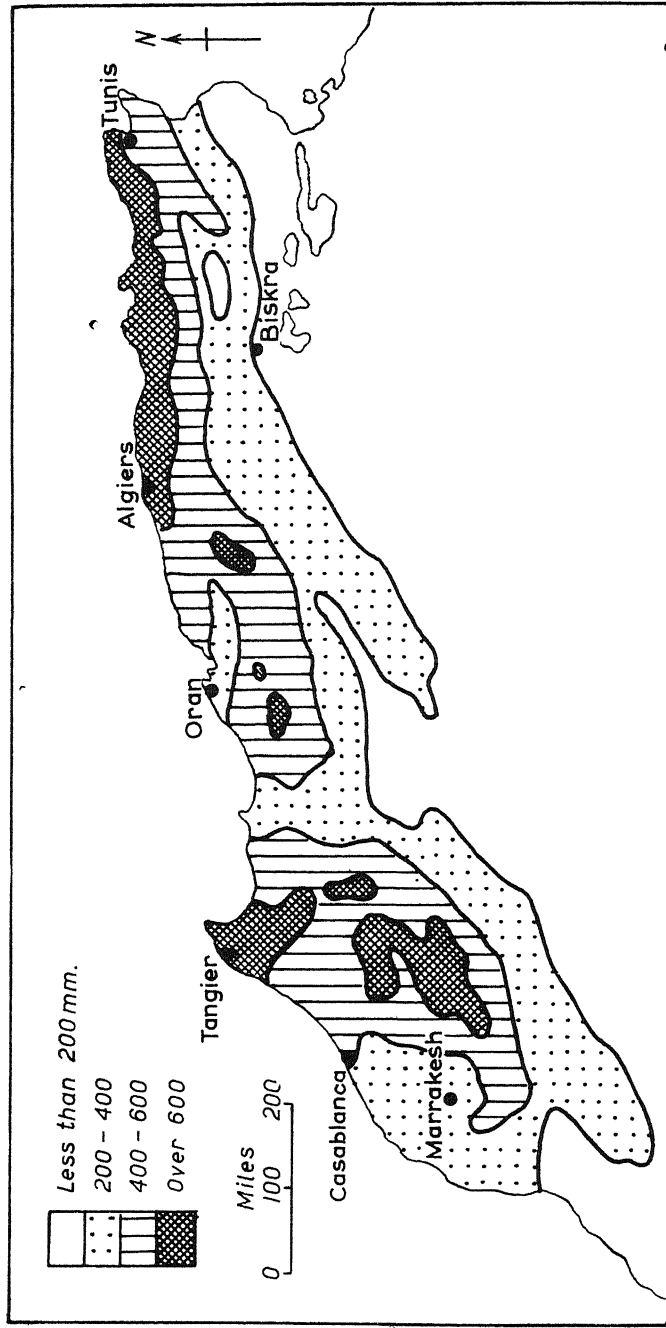 Less than 200mm.
200 - 400
400 - 600
Over 600
Miles
0 100 200
N
Tangier
Casablanca
Marrakesh
Oran
Algiers
Biskra
Tunis